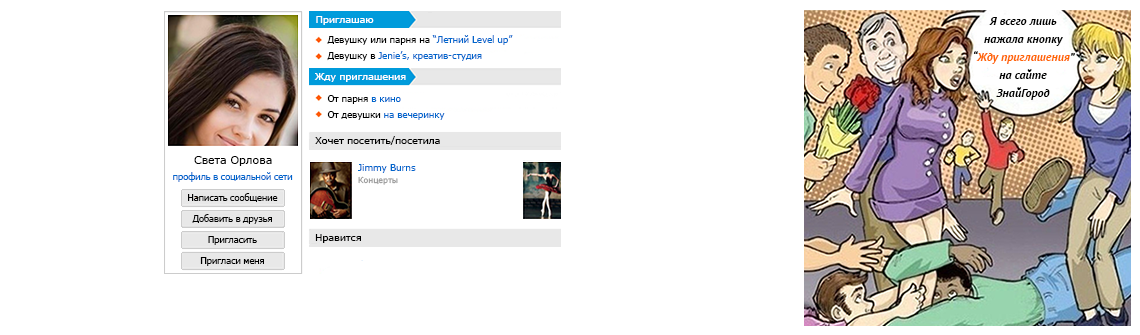 Света Орлова
профиль в социальной сети
Написать сообщение
Добавить в друзья
Пригласить
Пригласи меня
Приглашаю
Девушку или парня на "Летний Level up"
Девушку в Jenie's, креатив-студия
Жду приглашения
От парня в кино
От девушки на вечеринку
Хочет посетить/посетила
Jimmy Burns
Концерты
Нравится
Я всего лишь
нажала кнопку
"Жду приглашения"
на сайте
ЗнайГород